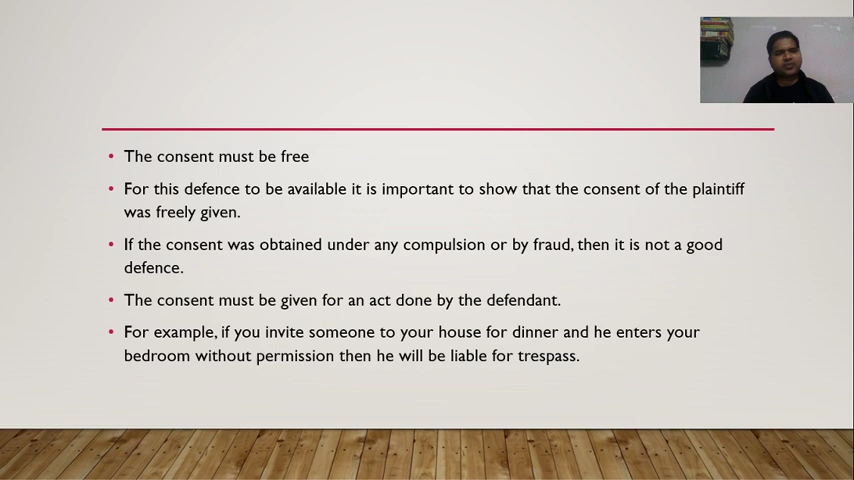 • The consent must be free
• For this defence to be available it is important to show that the consent of the plaintiff
was freely given.
• If the consent was obtained under any compulsion or by fraud, then it is not a good
defence.
• The consent must be given for an act done by the defendant.
• For example, if you invite someone to your house for dinner and he enters your
bedroom without permission then he will be liable for trespass.